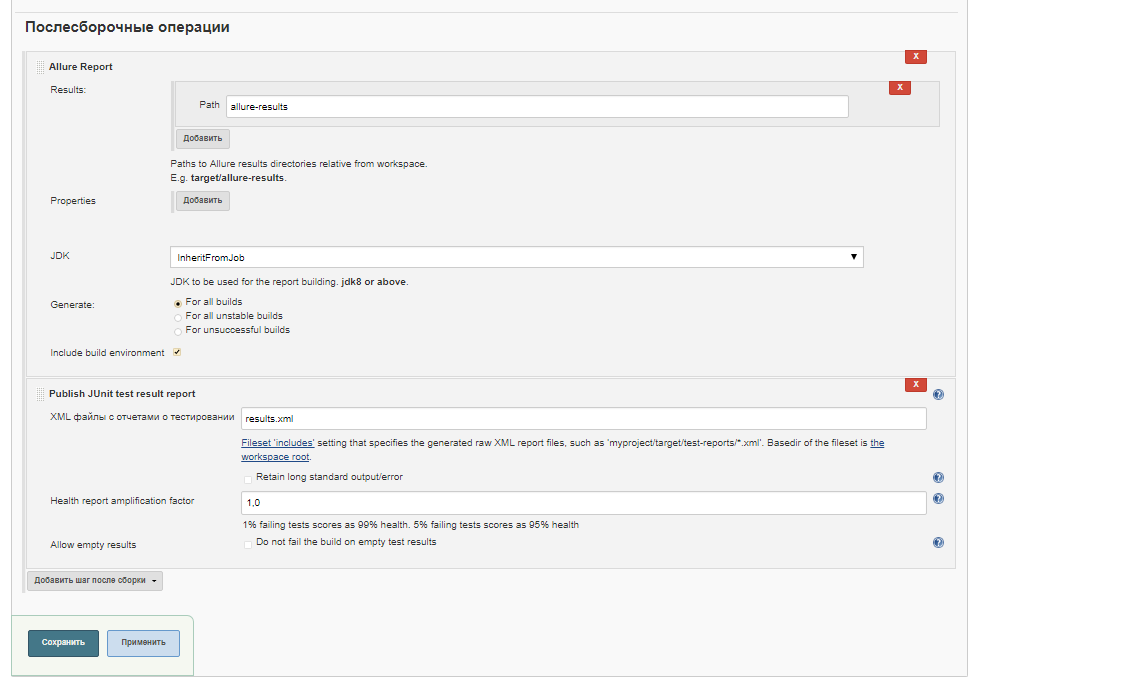 Послесборочные операции
X
Allure Report
Results:
X
Path allure-results
Добавить
Paths to Allure results directories relative from workspace.
E.g. target/allure-results.
Properties Добавить
JDK InheritFromJob
JDK to be used for the report building. jdk8 or above.
Generate: For all builds
For all unstable builds
For unsuccessful builds
Include build environment
X
Publish JUnit test result report
XML файлы с отчетами о тестировании results.xml
Fileset 'includes' setting that specifies the generated raw XML report files, such as 'myproject/target/test-reports/*.xml'. Basedir of the fileset is the
workspace root.
Retain long standard output/error
Health report amplification factor 1,0
1% failing tests scores as 99% health. 5% failing tests scores as 95% health
Allow empty results Do not fail the build on empty test results
Добавить шаг после сборки
Сохранить Применить